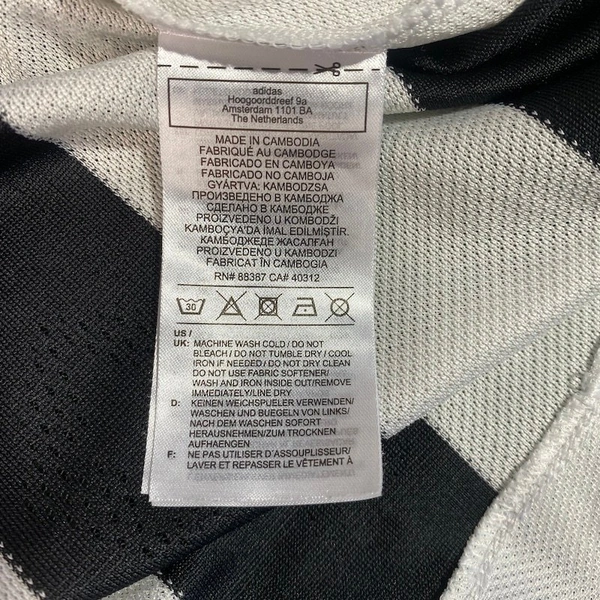 adidas
Hoogoorddreef 9a
Amsterdam 1101 BA
The Netherlands
MADE IN CAMBODIA
FABRIQUÉ AU CAMBODGE
FABRICADO EN CAMBOYA
FABRICADO NO CAMBOJA
GYÁRTVA: KAMBODZSA
ПРОИЗВЕДЕНО В КАМБОДЖА
СДЕЛАНО В КАМБОДЖЕ
PROIZVEDENO U KOMBODŽI
KAMBOÇYA'DA İMAL EDİLMİŞTİR.
КАМБОДЖЕДЕ ЖАСАЛҒАН
PROIZVEDENO U KAMBODZI
FABRICAT ÎN CAMBOGIA
RN# 88387 CA# 40312
30
US /
UK: MACHINE WASH COLD / DO NOT
BLEACH / DO NOT TUMBLE DRY / COOL
IRON IF NEEDED / DO NOT DRY CLEAN
DO NOT USE FABRIC SOFTENER/
WASH AND IRON INSIDE OUT/REMOVE
IMMEDIATELY/LINE DRY
D: KEINEN WEICHSPUELER VERWENDEN/
WASCHEN UND BUEGELN VON LINKS/
NACH DEM WASCHEN SOFORT
HERAUSNEHMEN/ZUM TROCKNEN
AUFHAENGEN
F: NE PAS UTILISER D'ASSOUPLISSEUR/
LAVER ET REPASSER LE VÊTEMENT À